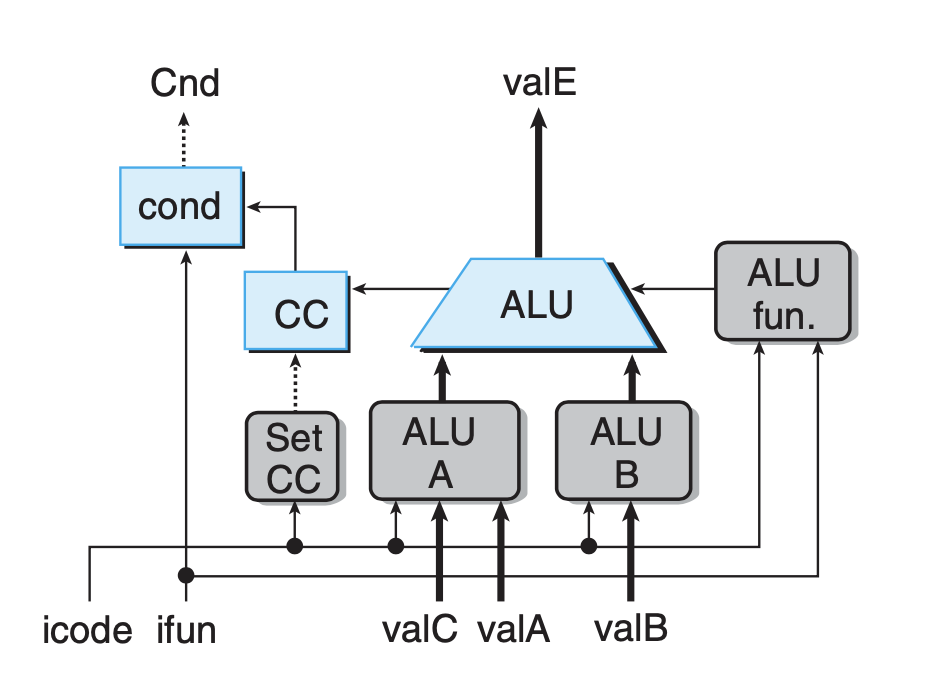 Cnd
valE
cond
ALU
fun.
CC
ALU
Set
CC
ALU
A
ALU
B
icode
ifun
valC
valA
valB